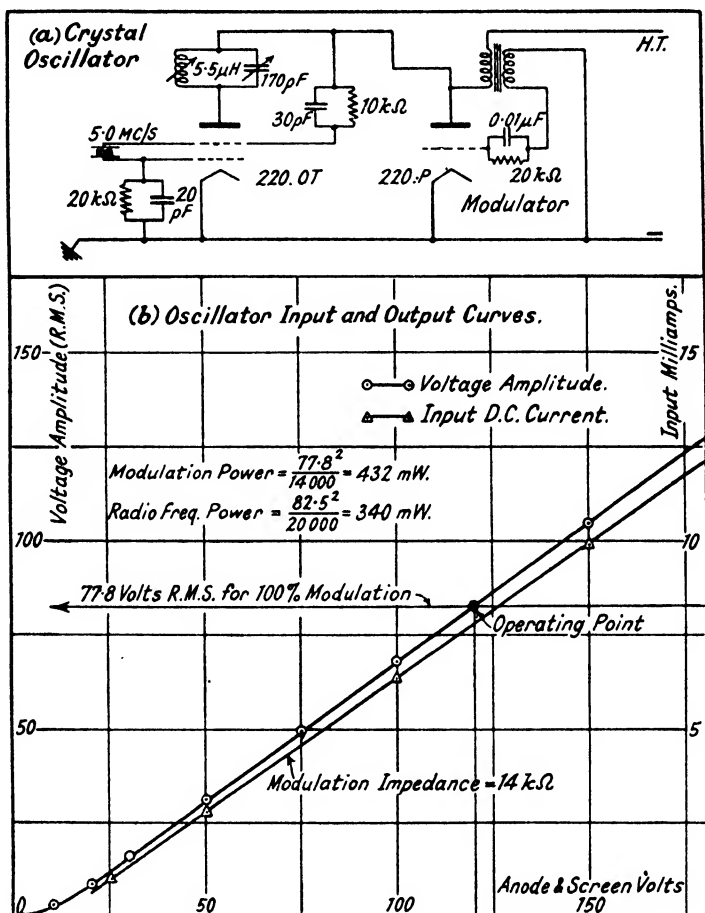 (a) Crystal Oscillator
H.T.
5.5μH
170pF
30pF
10kΩ
0.01μF
5.0 MC/S
20kΩ
20 pF
220.OT
220.P
20kΩ
Modulator
(b) Oscillator Input and Output Curves.
Voltage Amplitude (R.M.S.)
Input Milliamps.
150
15
Voltage Amplitude.
Input D.C. Current.
Modulation Power = 77.8² / 14000 = 432 mW.
Radio Freq. Power = 82.5² / 20000 = 340 mW.
100
10
77.8 Volts R.M.S. for 100% Modulation
Operating Point
50
5
Modulation Impedance = 14kΩ
Anode & Screen Volts
0
50
100
150